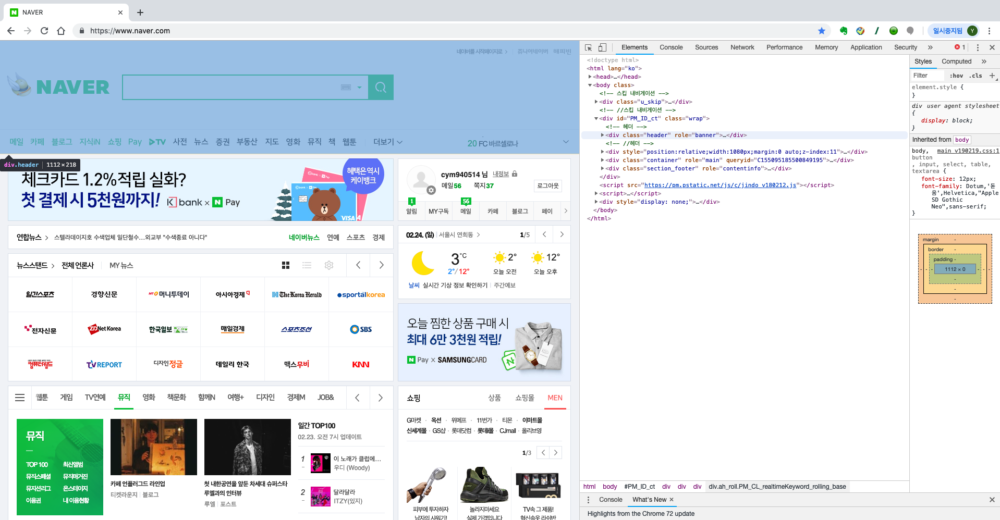 NAVER
https://www.naver.com
일시중지됨 Y
네이버를 시작페이지로 쥬니어네이버 해피빈
NAVER
메일 카페 블로그 지식iN 쇼핑 Pay TV 사전 뉴스 증권 부동산 지도 영화 뮤직 책 웹툰 더보기
20 FC 바르셀로나
div.header 1112 × 218
체크카드 1.2%적립 실화?
첫 결제 시 5천원까지!
K bank × N Pay
혜택은 역시
케이뱅크
VISA
cym940514 님 내정보
메일56 쪽지37
로그아웃
1 56
알림 MY구독 메일 카페 블로그 페이
연합뉴스 스텔라데이지호 수색업체 일단철수...외교부 "수색종료 아니다"
네이버뉴스 연예 스포츠 경제
02.24. (일) 서울시 연희동 1/5
3°C
2°/ 12°
2° 12°
오늘 오전 오늘 오후
날씨 실시간 기상 정보 확인하기 주간예보
뉴스스탠드 전체 언론사 MY 뉴스
일간스포츠 경향신문 MTO 머니투데이 아시아경제 The Korea Herald sportalkorea
전자신문 ZDNet Korea 한국일보 매일경제 스포츠조선 SBS
컴퓨터월드 TV REPORT 디자인정글 데일리 한국 맥스무비 KNN
오늘 찜한 상품 구매 시
최대 6만 3천원 적립!
N Pay × SAMSUNGCARD
웹툰 게임 TV연예 뮤직 영화 책문화 함께N 여행+ 디자인 경제M JOB&
뮤직
TOP 100 최신앨범
뮤직스페셜 뮤직매거진
뮤지션리그 온스테이지
이용권 내 이용현황
카페 언플러그드 라인업
티켓라운지 블로그
첫 내한공연을 앞둔 차세대 슈퍼스타
루엘과의 인터뷰
루엘 포스트
일간 TOP100
02.23. 오전 7시 업데이트
1 이 노래가 클럽에...
우디 (Woody)
2 달라달라
ITZY(있지)
쇼핑 상품 쇼핑몰 MEN
G마켓 · 옥션 · 위메프 · 11번가 · 티몬 · 이마트몰
신세계몰 · GS샵 · 롯데닷컴 · 롯데i몰 · CJmall · 올리브영
1/3
피부에 투자하자
남자의 샤워기!
놀라지마세요
실제 가격입니다
TV속 그 제품!
혁신속옷 라쉬반
Elements Console Sources Network Performance Memory Application Security » 1
<!doctype html>
<html lang="ko">
<head>…</head>
<body class>
<!-- 스킵 내비게이션 -->
<div class="u_skip">…</div>
<!-- //스킵 내비게이션 -->
<div id="PM_ID_ct" class="wrap">
<!-- 헤더 -->
<div class="header" role="banner">…</div>
<!-- //헤더 -->
<div style="position:relative;width:1080px;margin:0 auto;z-index:11">…</div>
<div class="container" role="main" queryid="C155095185500849195">…</div>
<div class="section_footer" role="contentinfo">…</div>
</div>
<script src="https://pm.pstatic.net/js/c/jindo_v180212.js"></script>
<script>…</script>
<div style="display: none;">…</div>
</body>
</html>
html body #PM_ID_ct div div div div.ah_roll.PM_CL_realtimeKeyword_rolling_base
Console What's New ×
Highlights from the Chrome 72 update
Styles Computed »
Filter :hov .cls +
element.style {
}
div user agent stylesheet
{
display: block;
}
Inherited from body
body, main_v190219.css:1
button
, input, select, table,
textarea {
font-size: 12px;
font-family: Dotum,'돋
움',Helvetica,"Apple
SD Gothic
Neo",sans-serif;
}
margin -
border -
padding -
- - - 1112 × 0 - - -
-
-
-